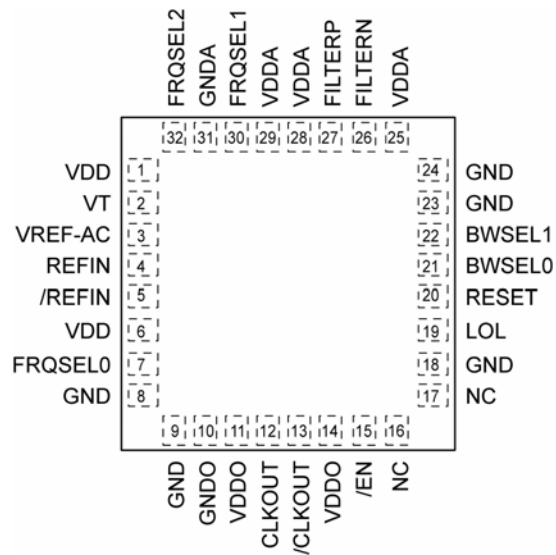 FRQSEL2
GNDA
FRQSEL1
VDDA
VDDA
FILTERP
FILTERN
VDDA
32 31 30 29 28 27 26 25
VDD 1
VT 2
VREF-AC 3
REFIN 4
/REFIN 5
VDD 6
FRQSEL0 7
GND 8
24 GND
23 GND
22 BWSEL1
21 BWSEL0
20 RESET
19 LOL
18 GND
17 NC
9 10 11 12 13 14 15 16
GND
GNDO
VDDO
CLKOUT
/CLKOUT
VDDO
/EN
NC